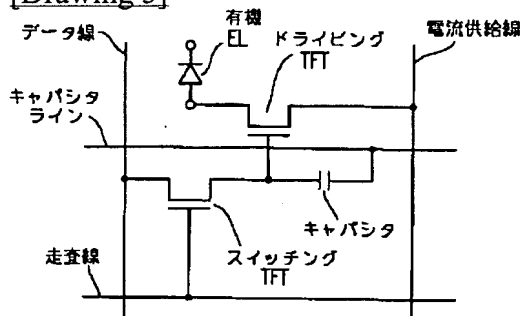 [Drawing 3]
有機
EL
データ線
ドライビング
TFT
電流供給線
キャパシタ
ライン
キャパシタ
スイッチング
TFT
走査線